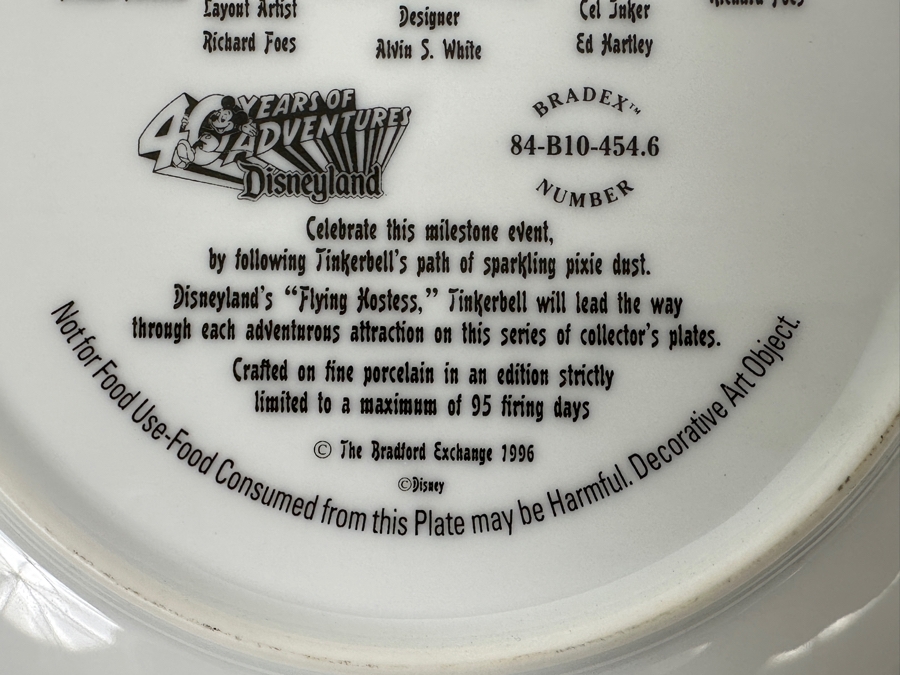 Layout Artist
Richard Foes
Designer
Alvin S. White
Cel Inker
Ed Hartley
Richard Foes
40 YEARS OF
ADVENTURES
Disneyland
BRADEX™
84-B10-454.6
NUMBER
Celebrate this milestone event,
by following Tinkerbell's path of sparkling pixie dust.
Disneyland's “Flying Hostess,” Tinkerbell will lead the way
through each adventurous attraction on this series of collector's plates.
Crafted on fine porcelain in an edition strictly
limited to a maximum of 95 firing days
© The Bradford Exchange 1996
©Disney
Not for Food Use-Food Consumed from this Plate may be Harmful. Decorative Art Object.